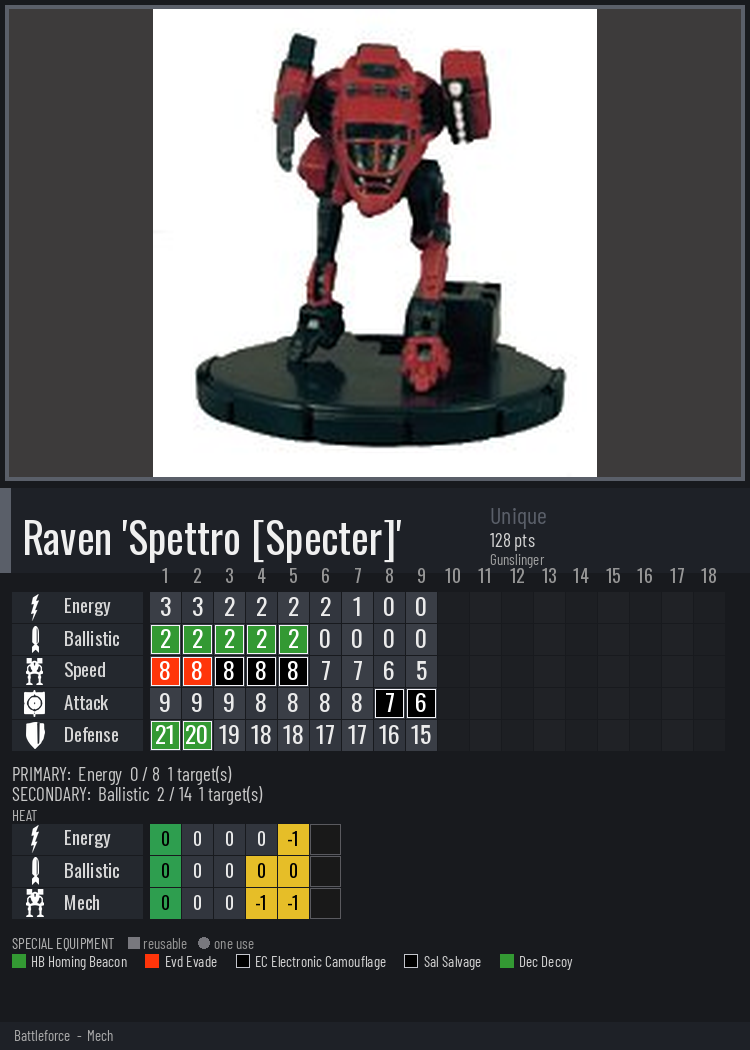 Raven 'Spettro [Specter]'
Unique
128 pts
Gunslinger
1 2 3 4 5 6 7 8 9 10 11 12 13 14 15 16 17 18
Energy 3 3 2 2 2 2 1 0 0
Ballistic 2 2 2 2 2 0 0 0 0
Speed 8 8 8 8 8 7 7 6 5
Attack 9 9 9 8 8 8 8 7 6
Defense 21 20 19 18 18 17 17 16 15
PRIMARY: Energy 0 / 8 1 target(s)
SECONDARY: Ballistic 2 / 14 1 target(s)
HEAT
Energy 0 0 0 0 -1
Ballistic 0 0 0 0 0
Mech 0 0 0 -1 -1
SPECIAL EQUIPMENT reusable one use
HB Homing Beacon Evd Evade EC Electronic Camouflage Sal Salvage Dec Decoy
Battleforce - Mech